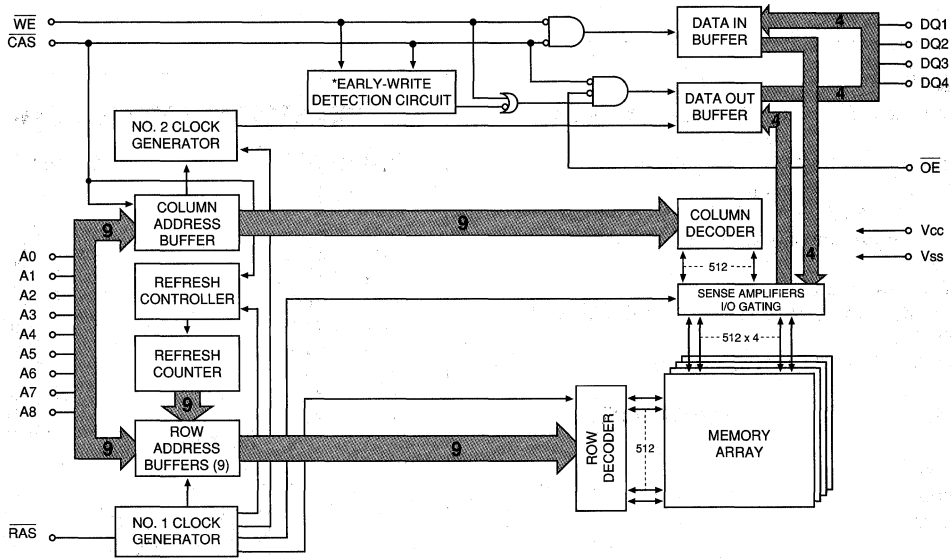 WE
CAS
*EARLY-WRITE
DETECTION CIRCUIT
DATA IN
BUFFER
DATA OUT
BUFFER
4
4
4
4
DQ1
DQ2
DQ3
DQ4
OE
Vcc
Vss
NO. 2 CLOCK
GENERATOR
COLUMN
ADDRESS
BUFFER
9
9
COLUMN
DECODER
512
SENSE AMPLIFIERS
I/O GATING
512 x 4
A0
A1
A2
A3
A4
A5
A6
A7
A8
REFRESH
CONTROLLER
REFRESH
COUNTER
9
9
ROW
ADDRESS
BUFFERS (9)
9
ROW
DECODER
512
MEMORY
ARRAY
RAS
NO. 1 CLOCK
GENERATOR